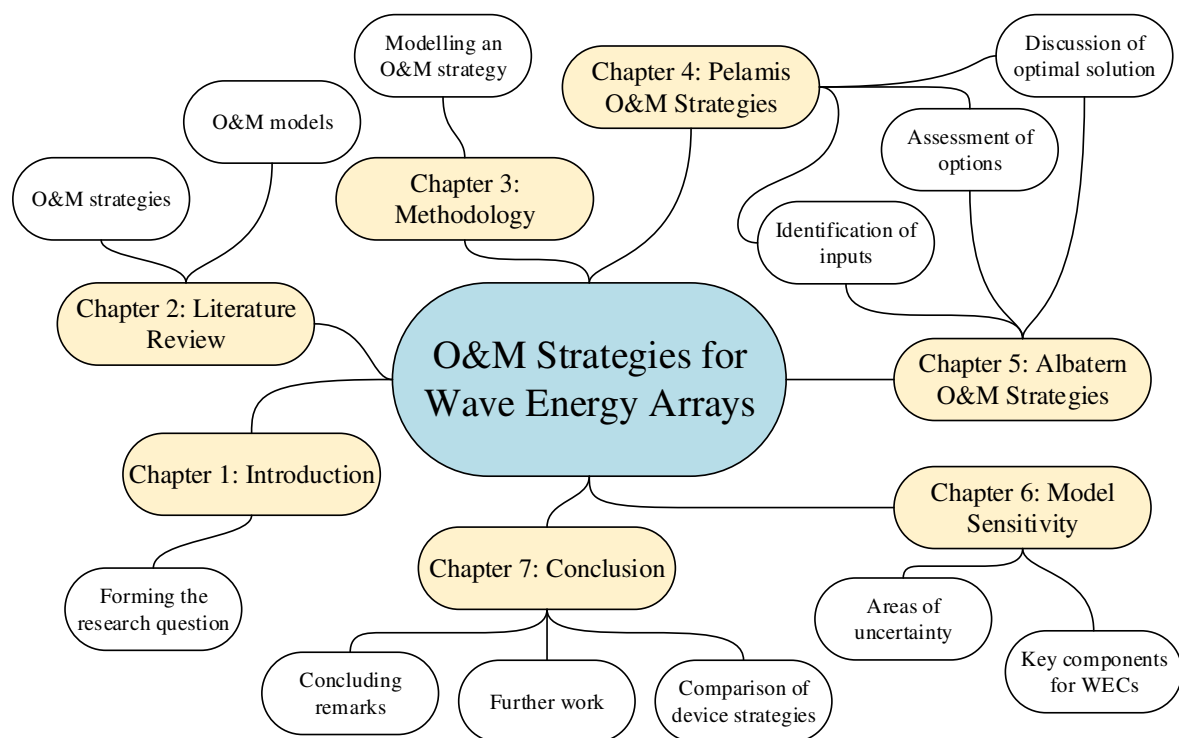 Modelling an
O&M strategy
Chapter 4: Pelamis
O&M Strategies
Discussion of
optimal solution
O&M models
Assessment of
options
O&M strategies
Chapter 3:
Methodology
Identification of
inputs
Chapter 2: Literature
Review
O&M Strategies for
Wave Energy Arrays
Chapter 5: Albatern
O&M Strategies
Chapter 1: Introduction
Chapter 6: Model
Sensitivity
Chapter 7: Conclusion
Forming the
research question
Areas of
uncertainty
Concluding
remarks
Further work
Comparison of
device strategies
Key components
for WECs